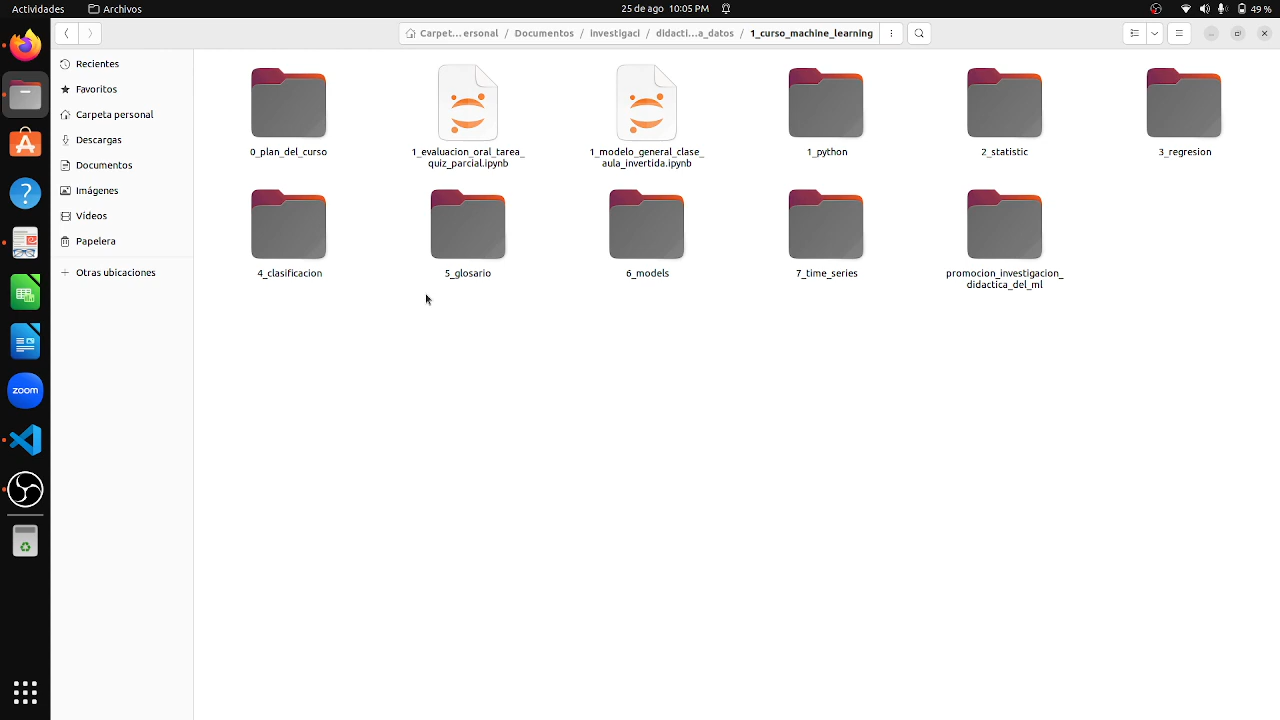 Actividades
Archivos
25 de ago 10:05 PM
49 %
Carpet... ersonal / Documentos / investigaci / didacti...a_datos / 1_curso_machine_learning
Recientes
Favoritos
Carpeta personal
Descargas
Documentos
Imágenes
Vídeos
Papelera
Otras ubicaciones
0_plan_del_curso
1_evaluacion_oral_tarea_
quiz_parcial.ipynb
1_modelo_general_clase_
aula_invertida.ipynb
1_python
2_statistic
3_regresion
4_clasificacion
5_glosario
6_models
7_time_series
promocion_investigacion_
didactica_del_ml
zoom